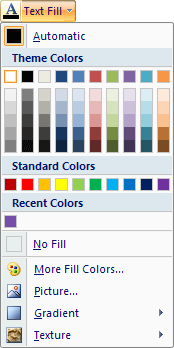 A Text Fill
Automatic
Theme Colors
Standard Colors
Recent Colors
No Fill
More Fill Colors...
Picture...
Gradient
Texture